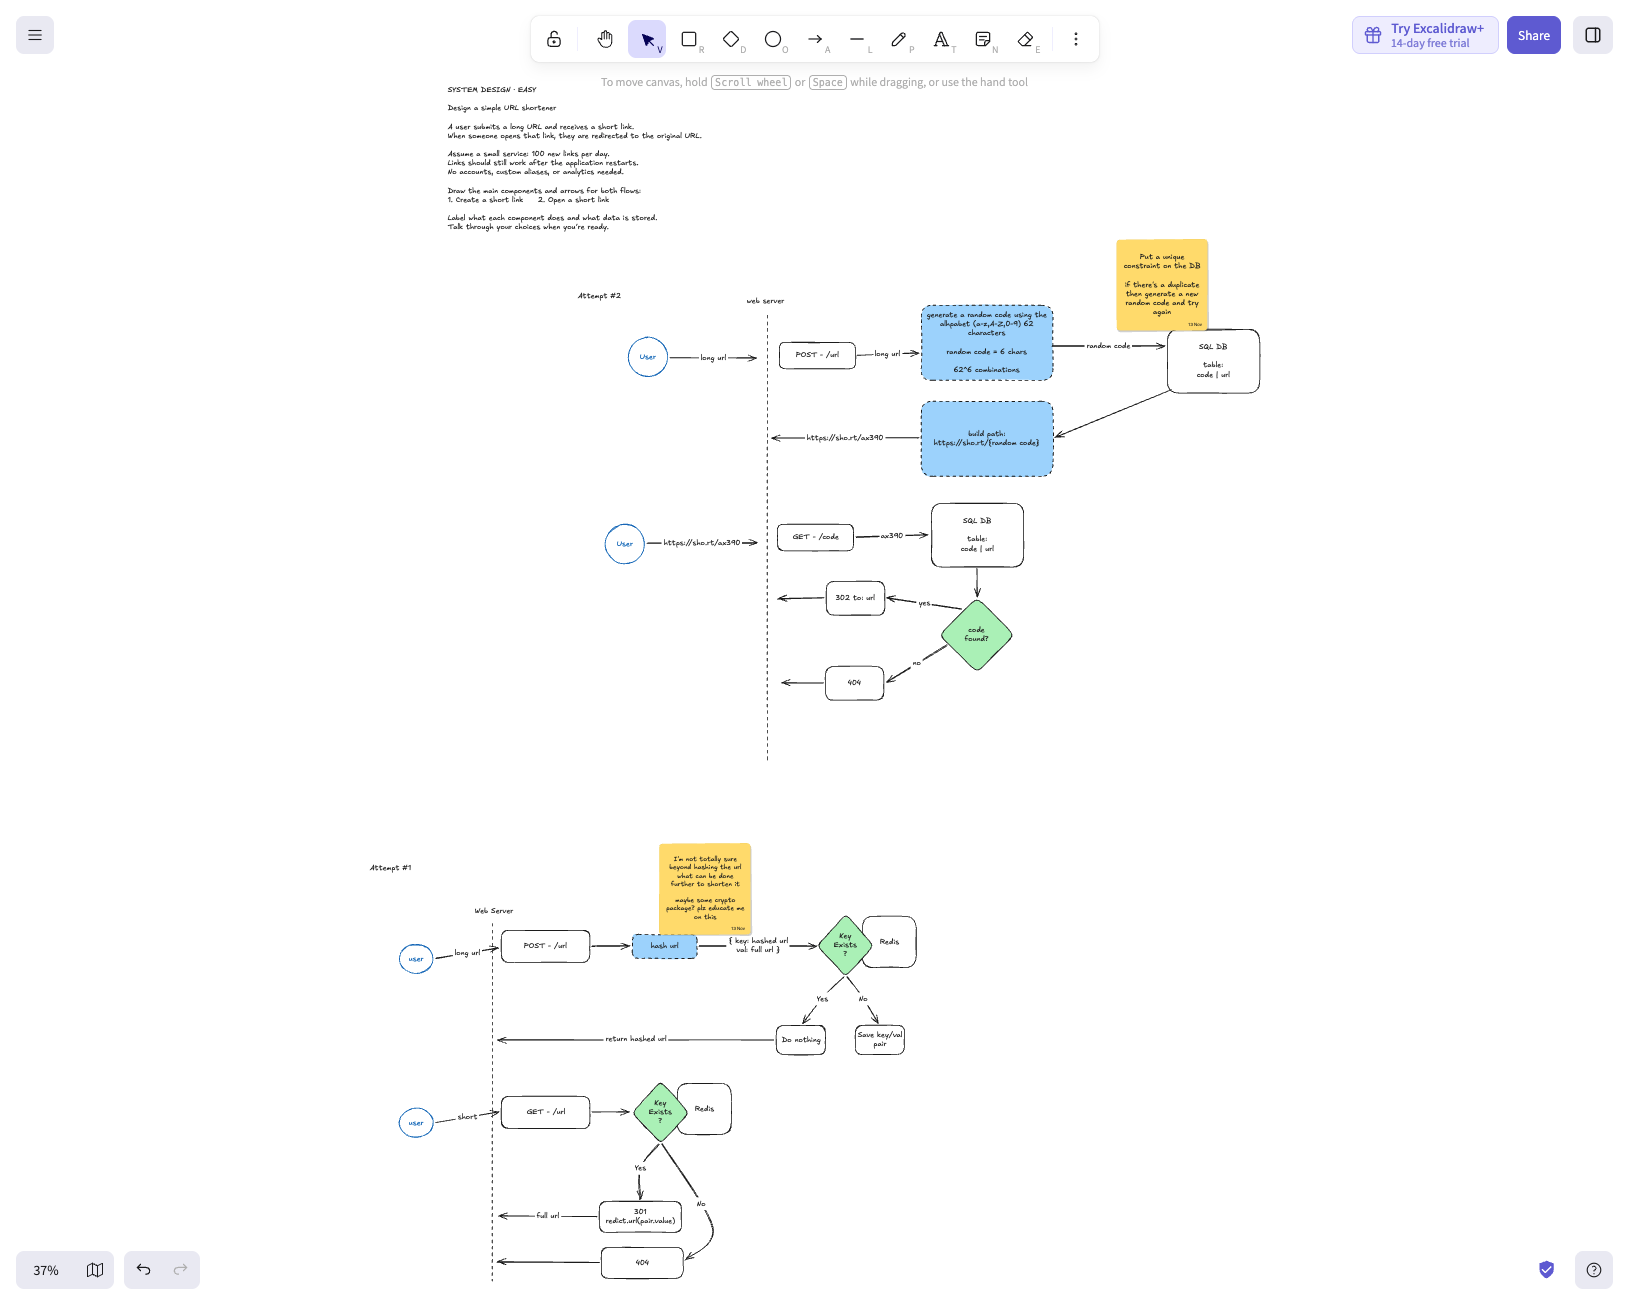 V
R
D
O
A
L
P
T
N
E
Try Excalidraw+
14-day free trial
Share
To move canvas, hold Scroll wheel or Space while dragging, or use the hand tool
SYSTEM DESIGN · EASY
Design a simple URL shortener
A user submits a long URL and receives a short link.
When someone opens that link, they are redirected to the original URL.
Assume a small service: 100 new links per day.
Links should still work after the application restarts.
No accounts, custom aliases, or analytics needed.
Draw the main components and arrows for both flows:
1. Create a short link 2. Open a short link
Label what each component does and what data is stored.
Talk through your choices when you're ready.
Put a unique
constraint on the DB
if there's a duplicate
then generate a new
random code and try
again
13 Nov
Attempt #2
web server
User
long url
POST - /url
long url
generate a random code using the
alhpabet (a-z,A-Z,0-9) 62
characters
random code = 6 chars
62^6 combinations
random code
SQL DB
table:
code | url
https://sho.rt/ax390
build path:
https://sho.rt/{random code}
User
https://sho.rt/ax390
GET - /code
ax390
SQL DB
table:
code | url
302 to: url
yes
code
found?
no
404
Attempt #1
I'm not totally sure
beyond hashing the url
what can be done
further to shorten it
maybe some crypto
package? plz educate me
on this
13 Nov
Web Server
user
long url
POST - /url
hash url
{ key: hashed url
val: full url }
Key
Exists
?
Redis
Yes
No
return hashed url
Do nothing
Save key/val
pair
user
short
GET - /url
Key
Exists
?
Redis
Yes
No
full url
301
redict.url(pair.value)
404
37%